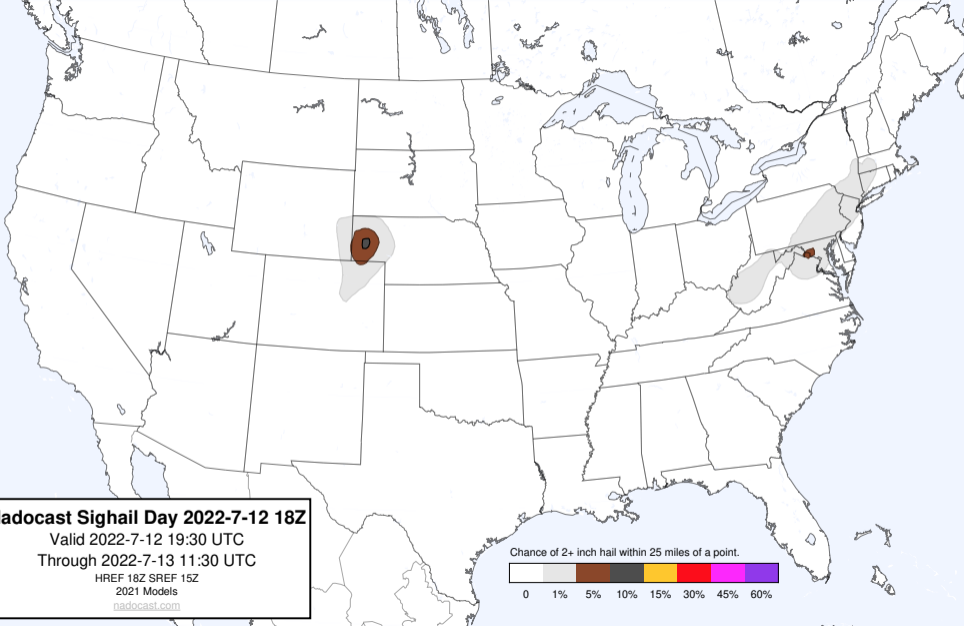 adocast Sighail Day 2022-7-12 18Z
Valid 2022-7-12 19:30 UTC
Through 2022-7-13 11:30 UTC
HREF 18Z SREF 15Z
2021 Models
nadocast.com
Chance of 2+ inch hail within 25 miles of a point.
0 1% 5% 10% 15% 30% 45% 60%